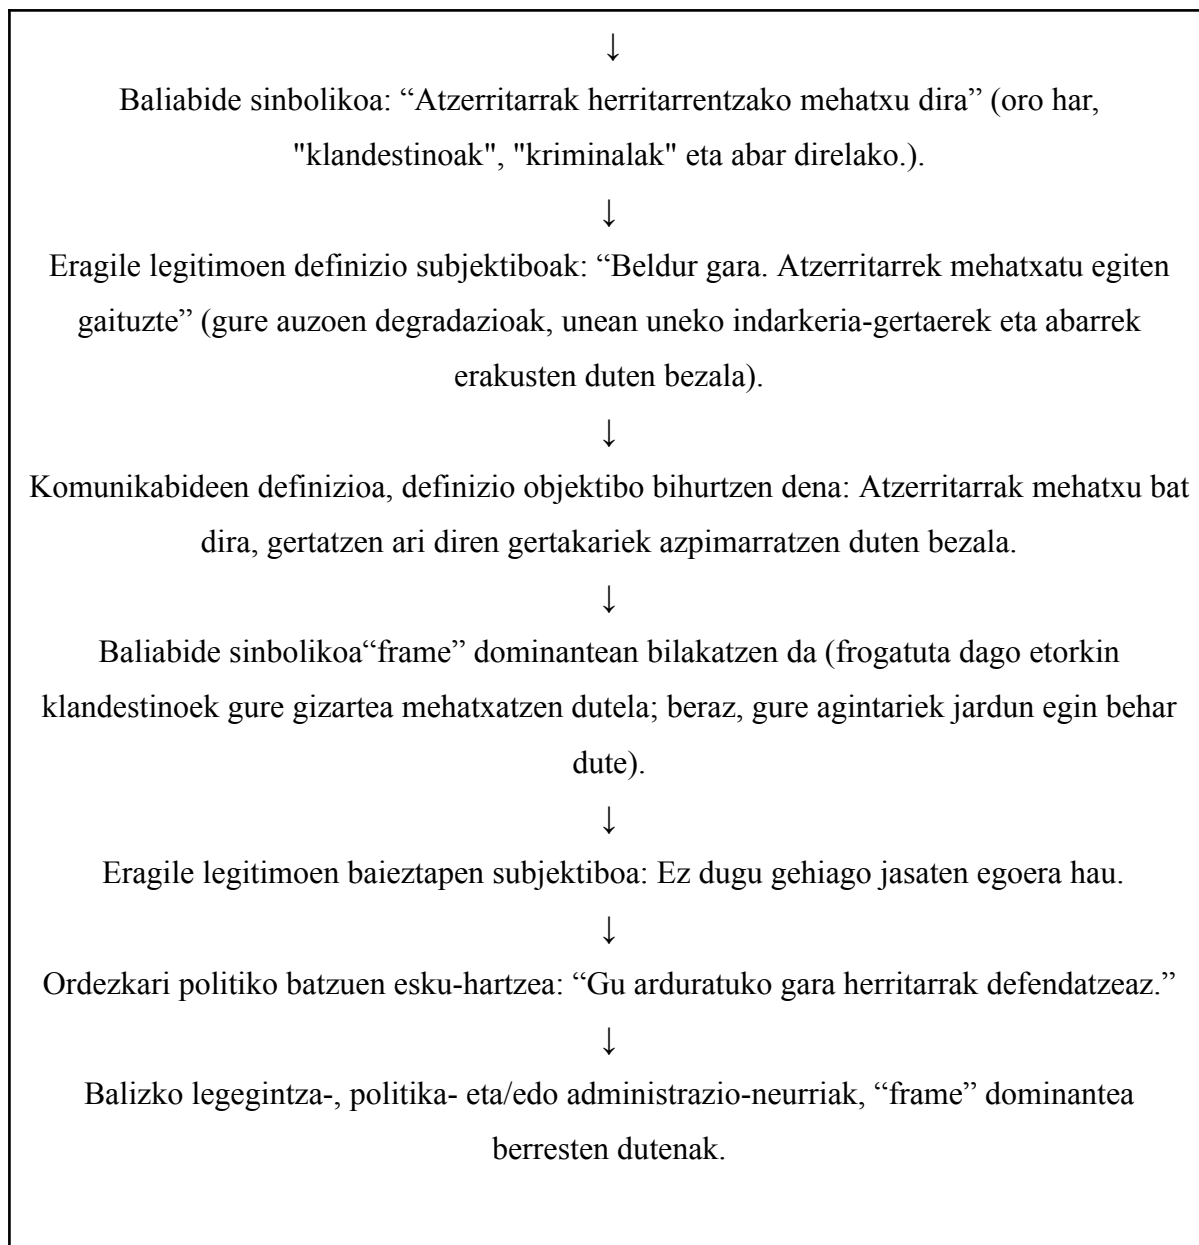 ↓
Baliabide sinbolikoa: “Atzerritarrak herritarrentzako mehatxu dira” (oro har,
"klandestinoak", "kriminalak" eta abar direlako.).
↓
Eragile legitimoen definizio subjektiboak: “Beldur gara. Atzerritarrek mehatxatu egiten
gaituzte” (gure auzoen degradazioak, unean uneko indarkeria-gertaerek eta abarrek
erakusten duten bezala).
↓
Komunikabideen definizioa, definizio objektibo bihurtzen dena: Atzerritarrak mehatxu bat
dira, gertatzen ari diren gertakariek azpimarratzen duten bezala.
↓
Baliabide sinbolikoa“frame” dominantean bilakatzen da (frogatuta dago etorkin
klandestinoek gure gizartea mehatxatzen dutela; beraz, gure agintariek jardun egin behar
dute).
↓
Eragile legitimoen baieztapen subjektiboa: Ez dugu gehiago jasaten egoera hau.
↓
Ordezkari politiko batzuen esku-hartzea: “Gu arduratuko gara herritarrak defendatzeaz.”
↓
Balizko legegintza-, politika- eta/edo administrazio-neurriak, “frame” dominantea
berresten dutenak.